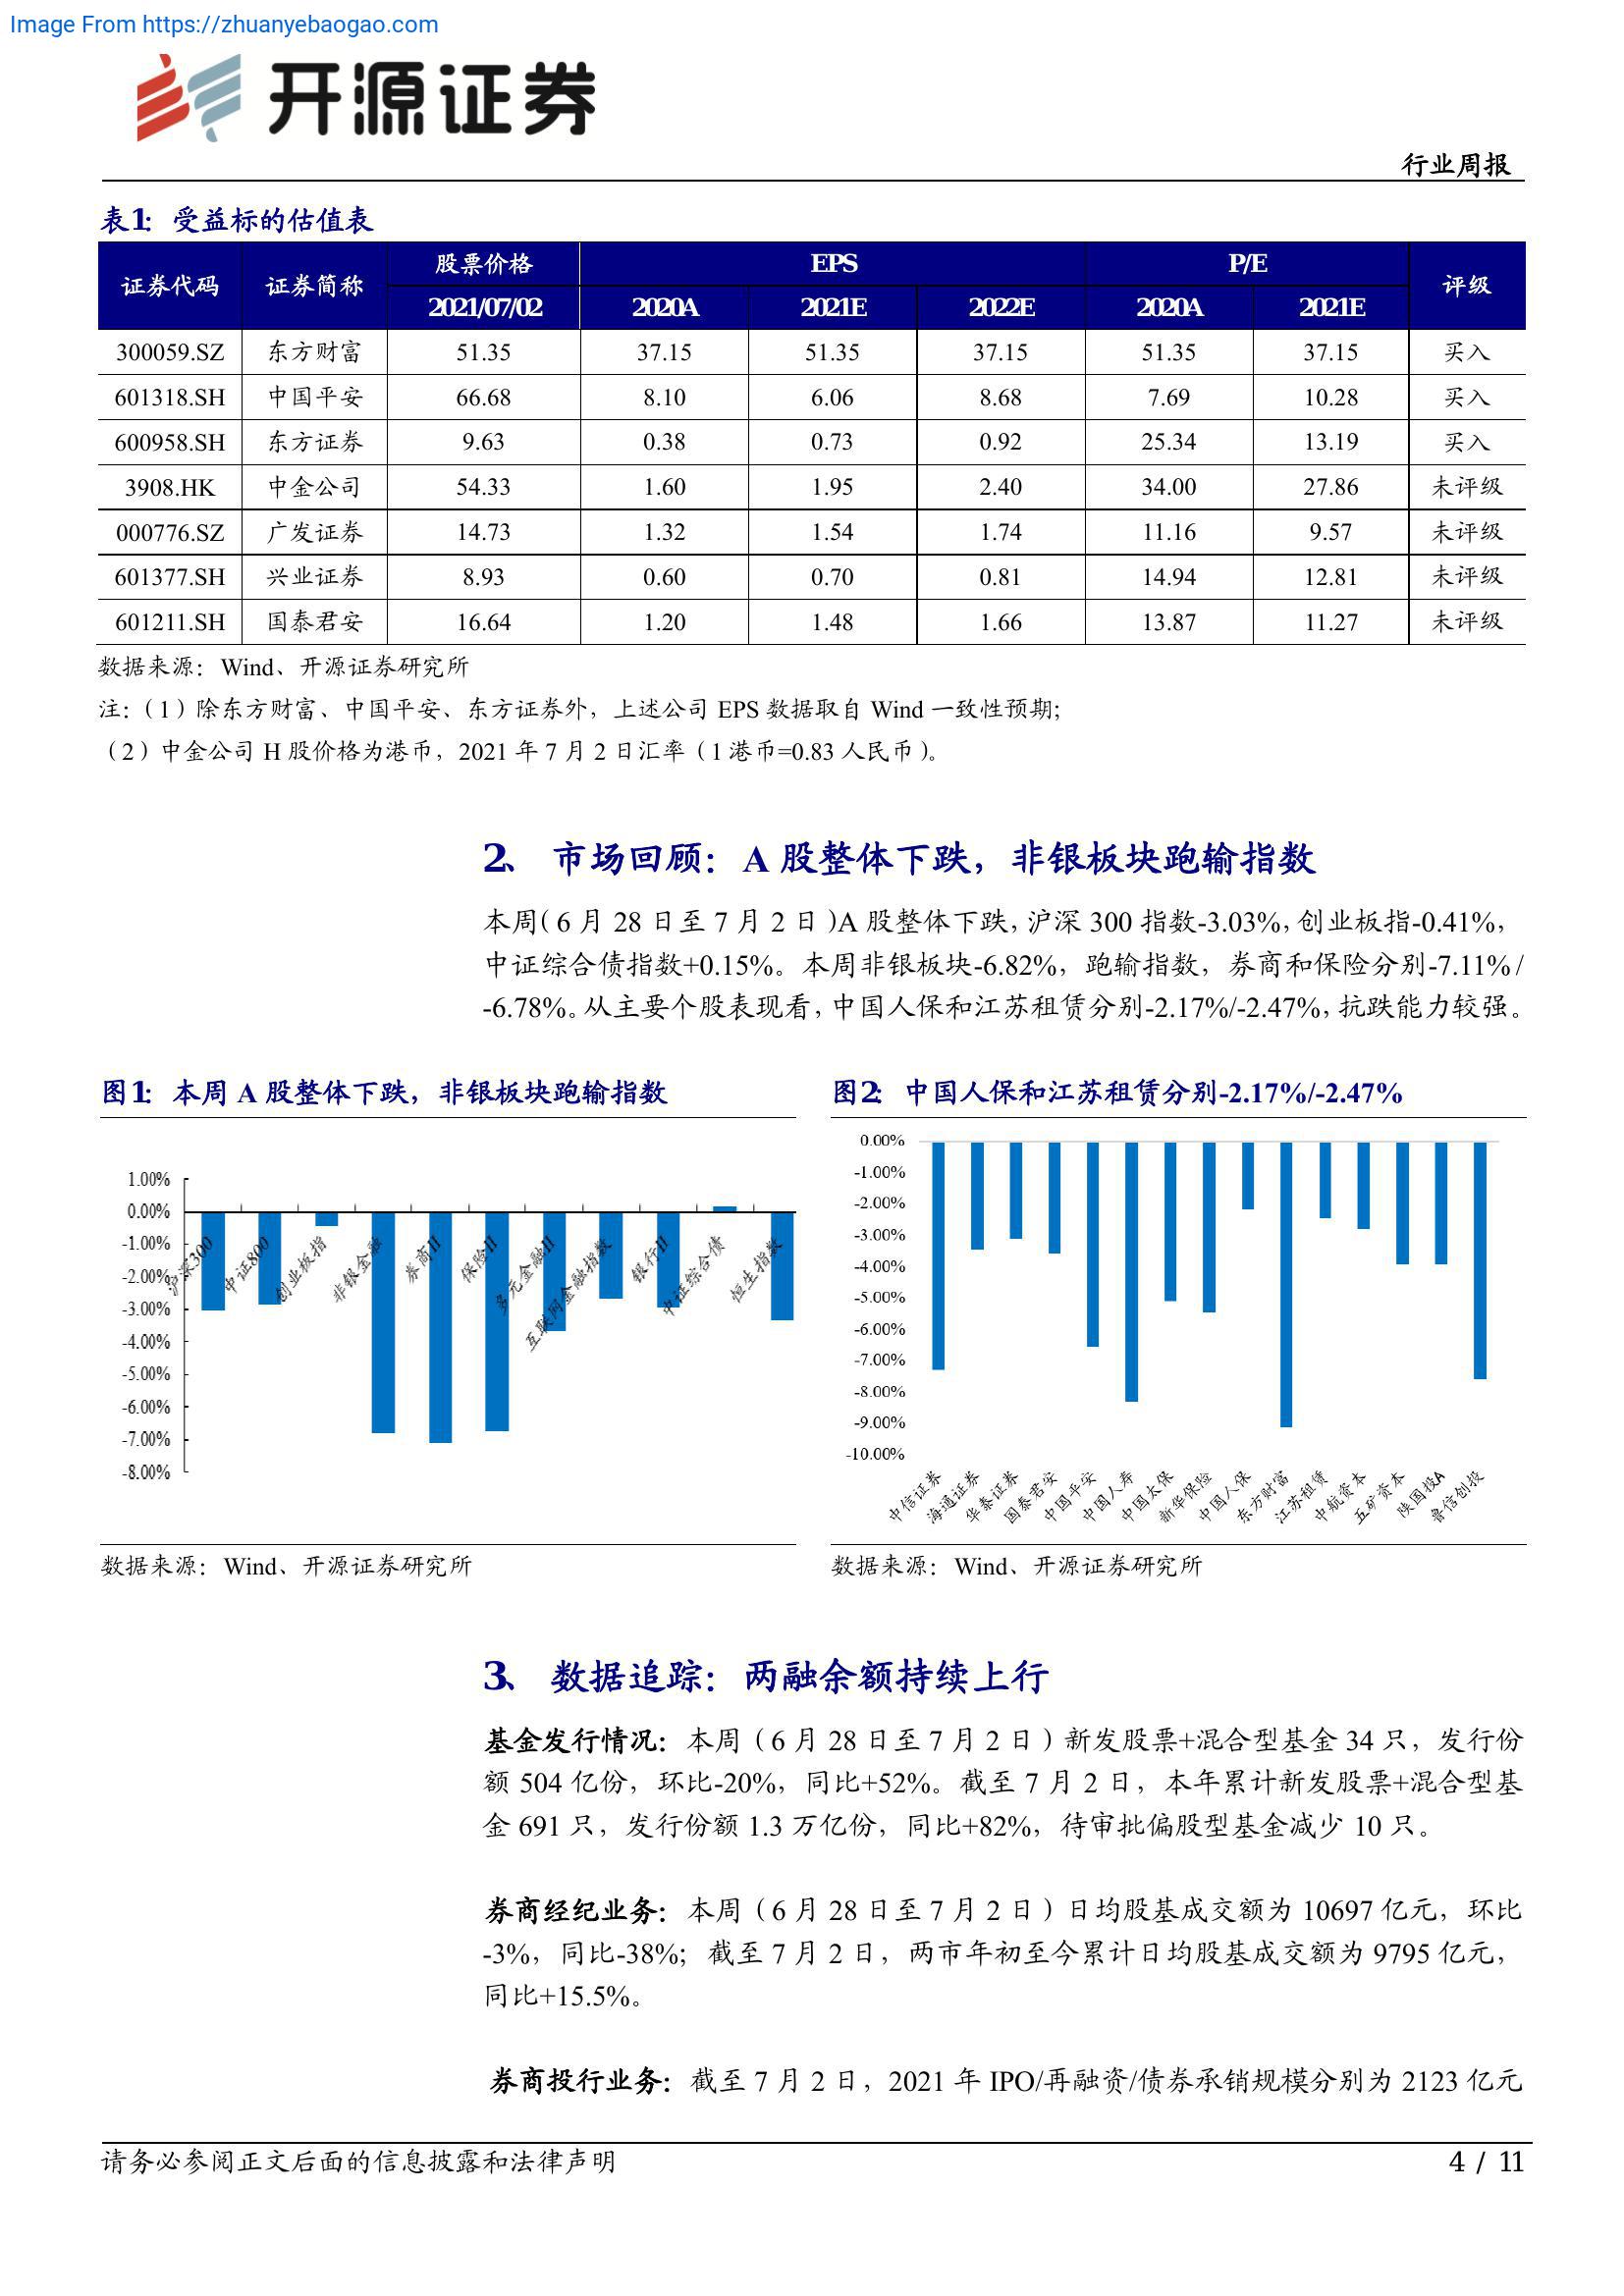 Image From https://zhuanyebaogao.com
开源证券
行业周报
表1: 受益标的估值表
证券代码 证券简称 股票价格 EPS P/E 评级
2021/07/02 2020A 2021E 2022E 2020A 2021E
300059.SZ 东方财富 51.35 37.15 51.35 37.15 51.35 37.15 买入
601318.SH 中国平安 66.68 8.10 6.06 8.68 7.69 10.28 买入
600958.SH 东方证券 9.63 0.38 0.73 0.92 25.34 13.19 买入
3908.HK 中金公司 54.33 1.60 1.95 2.40 34.00 27.86 未评级
000776.SZ 广发证券 14.73 1.32 1.54 1.74 11.16 9.57 未评级
601377.SH 兴业证券 8.93 0.60 0.70 0.81 14.94 12.81 未评级
601211.SH 国泰君安 16.64 1.20 1.48 1.66 13.87 11.27 未评级
数据来源：Wind、开源证券研究所
注：（1）除东方财富、中国平安、东方证券外，上述公司 EPS 数据取自 Wind 一致性预期;
（2）中金公司 H 股价格为港币，2021 年 7 月 2 日汇率（1 港币=0.83 人民币）。
2、 市场回顾：A 股整体下跌，非银板块跑输指数
本周（6 月 28 日至 7 月 2 日）A 股整体下跌，沪深 300 指数-3.03%，创业板指-0.41%，
中证综合债指数+0.15%。本周非银板块-6.82%，跑输指数，券商和保险分别-7.11%/
-6.78%。从主要个股表现看，中国人保和江苏租赁分别-2.17%/-2.47%，抗跌能力较强。
图1: 本周 A 股整体下跌，非银板块跑输指数
1.00%
0.00%
-1.00%
-2.00%
-3.00%
-4.00%
-5.00%
-6.00%
-7.00%
-8.00%
沪深300 中证800 创业板指 非银金融 券商II 保险II 多元金融II 互联网金融指数 银行II 中证综合债 恒生指数
数据来源：Wind、开源证券研究所
图2: 中国人保和江苏租赁分别-2.17%/-2.47%
0.00%
-1.00%
-2.00%
-3.00%
-4.00%
-5.00%
-6.00%
-7.00%
-8.00%
-9.00%
-10.00%
中信证券 海通证券 华泰证券 国泰君安 中国平安 中国人寿 中国太保 新华保险 中国人保 东方财富 江苏租赁 中航资本 五矿资本 陕国投A 鲁信创投
数据来源：Wind、开源证券研究所
3、 数据追踪：两融余额持续上行
基金发行情况：本周（6 月 28 日至 7 月 2 日）新发股票+混合型基金 34 只，发行份
额 504 亿份，环比-20%，同比+52%。截至 7 月 2 日，本年累计新发股票+混合型基
金 691 只，发行份额 1.3 万亿份，同比+82%，待审批偏股型基金减少 10 只。
券商经纪业务：本周（6 月 28 日至 7 月 2 日）日均股基成交额为 10697 亿元，环比
-3%，同比-38%；截至 7 月 2 日，两市年初至今累计日均股基成交额为 9795 亿元，
同比+15.5%。
券商投行业务：截至 7 月 2 日，2021 年 IPO/再融资/债券承销规模分别为 2123 亿元
请务必参阅正文后面的信息披露和法律声明
4 / 11